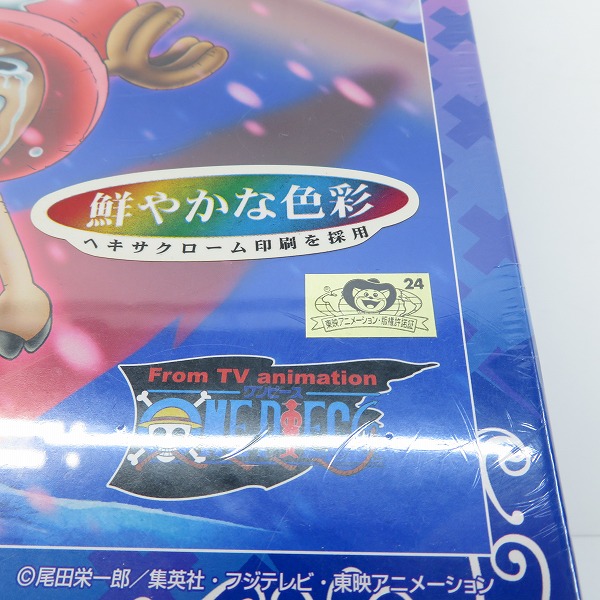 鮮やかな色彩
ヘキサクローム印刷を採用
24
東映アニメーション・版権許諾証
From TV animation
ワンピース
ONE PIECE
©尾田栄一郎／集英社・フジテレビ・東映アニメーション